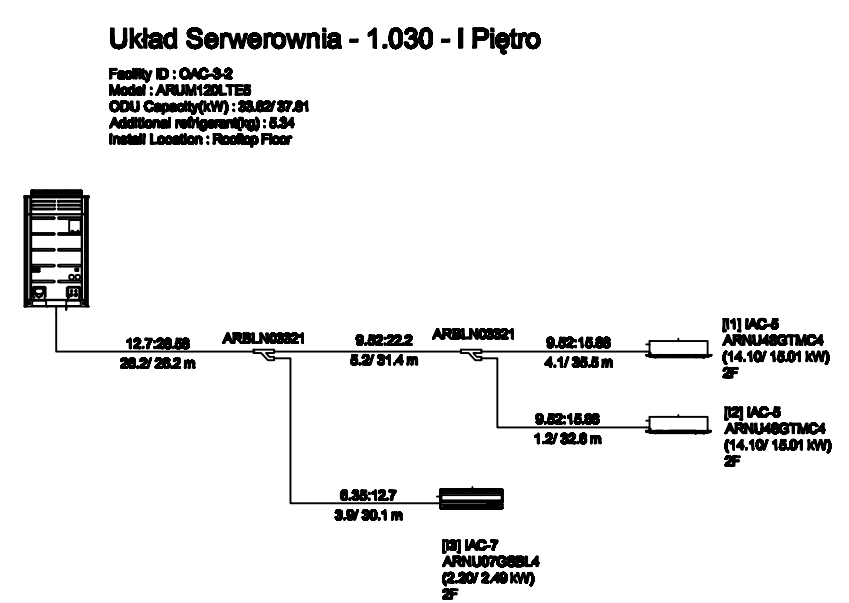 Układ Serwerownia - 1.030 - I Piętro
Facility ID : OAC-3-2
Model : ARUM120LTE5
ODU Capacity(kW) : 33.62/ 37.81
Additional refrigerant(kg) : 5.34
Install Location : Rooftop Floor
12.7:28.58
26.2/ 26.2 m
ARBLN03321
9.52:22.2
5.2/ 31.4 m
ARBLN03321
9.52:15.88
4.1/ 35.5 m
[I1] IAC-5
ARNU48GTMC4
(14.10/ 15.01 kW)
2F
9.52:15.88
1.2/ 32.6 m
[I2] IAC-5
ARNU48GTMC4
(14.10/ 15.01 kW)
2F
6.35:12.7
3.9/ 30.1 m
[I3] IAC-7
ARNU07GSBL4
(2.20/ 2.49 kW)
2F